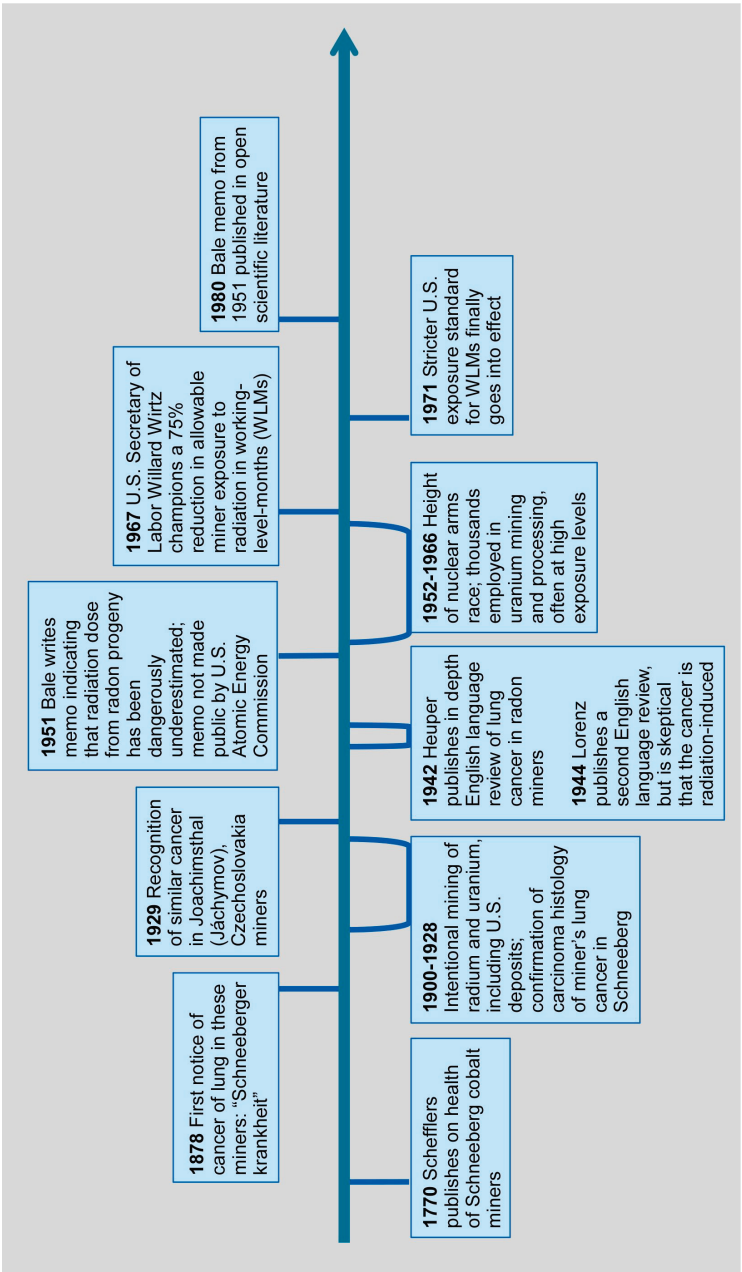 1770 Schefflers
publishes on health
of Schneeberg cobalt
miners
1878 First notice of
cancer of lung in these
miners: “Schneeberger
krankheit”
1900-1928
Intentional mining of
radium and uranium,
including U.S.
deposits;
confirmation of
carcinoma histology
of miner’s lung
cancer in
Schneeberg
1929 Recognition
of similar cancer
in Joachimsthal
(Jáchymov),
Czechoslovakia
miners
1942 Heuper
publishes in depth
English language
review of lung
cancer in radon
miners
1944 Lorenz
publishes a
second English
language review,
but is skeptical
that the cancer is
radiation-induced
1951 Bale writes
memo indicating
that radiation dose
from radon progeny
has been
dangerously
underestimated;
memo not made
public by U.S.
Atomic Energy
Commission
1952-1966 Height
of nuclear arms
race; thousands
employed in
uranium mining
and processing,
often at high
exposure levels
1967 U.S. Secretary of
Labor Willard Wirtz
champions a 75%
reduction in allowable
miner exposure to
radiation in working-
level-months (WLMs)
1971 Stricter U.S.
exposure standard
for WLMs finally
goes into effect
1980 Bale memo from
1951 published in open
scientific literature